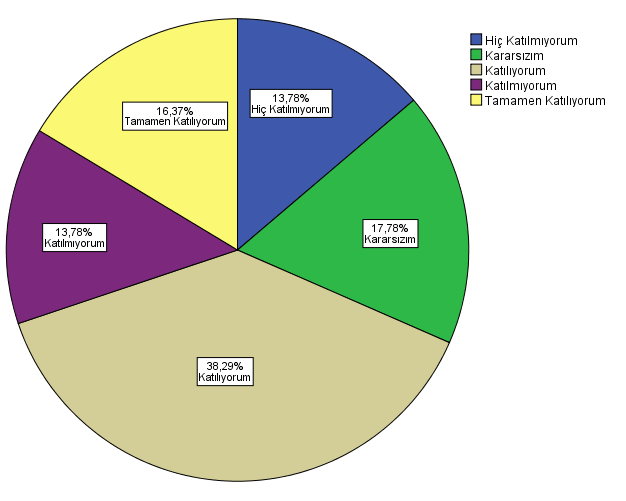 13,78%
Hiç Katılmıyorum
17,78%
Kararsızım
38,29%
Katılıyorum
13,78%
Katılmıyorum
16,37%
Tamamen Katılıyorum
Hiç Katılmıyorum
Kararsızım
Katılıyorum
Katılmıyorum
Tamamen Katılıyorum